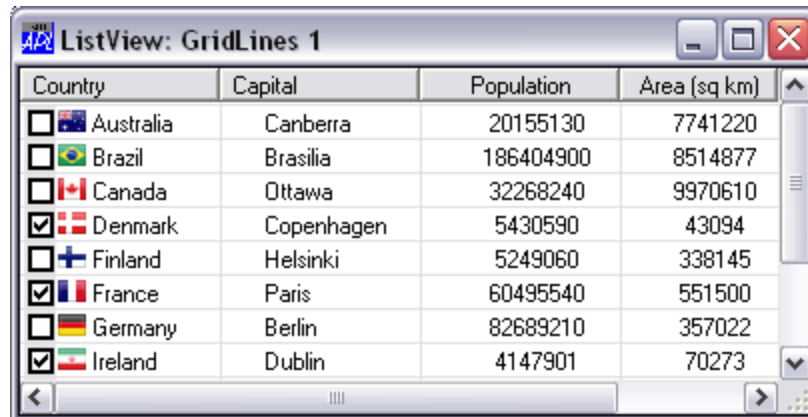 APL ListView: GridLines 1
Country Capital Population Area (sq km)
Australia Canberra 20155130 7741220
Brazil Brasilia 186404900 8514877
Canada Ottawa 32268240 9970610
Denmark Copenhagen 5430590 43094
Finland Helsinki 5249060 338145
France Paris 60495540 551500
Germany Berlin 82689210 357022
Ireland Dublin 4147901 70273